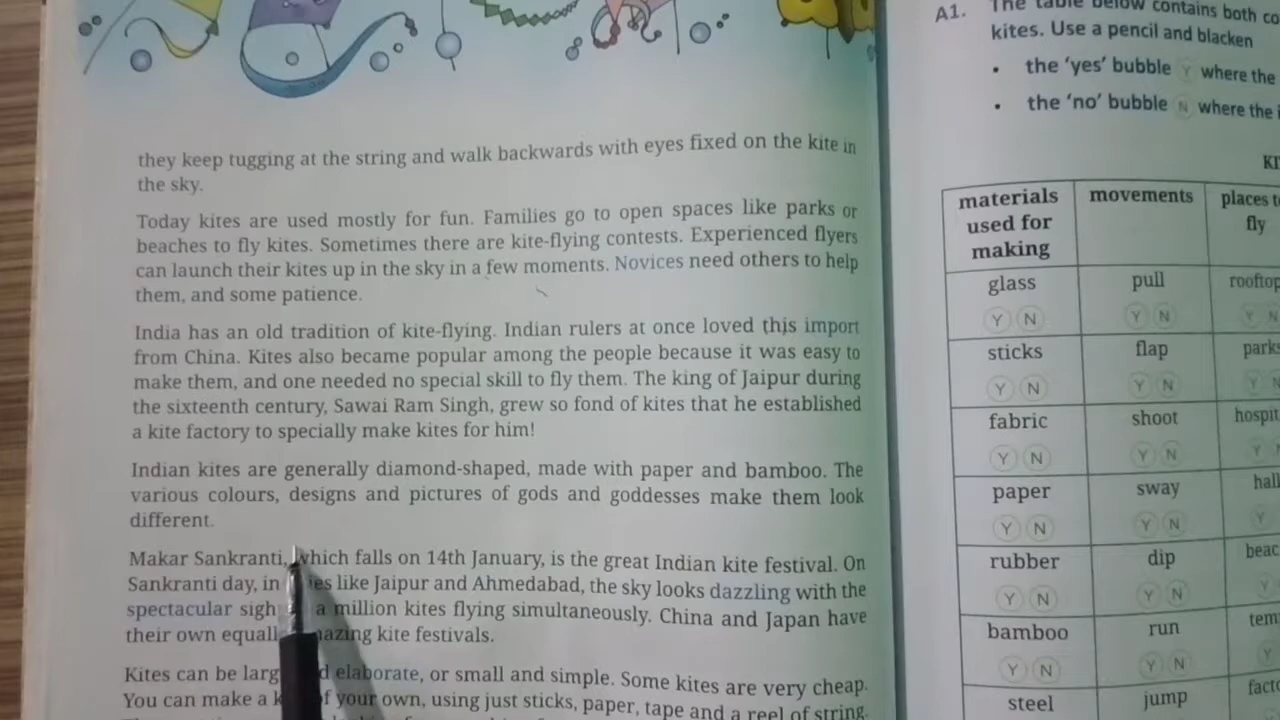 they keep tugging at the string and walk backwards with eyes fixed on the kite in
the sky.
Today kites are used mostly for fun. Families go to open spaces like parks or
beaches to fly kites. Sometimes there are kite-flying contests. Experienced flyers
can launch their kites up in the sky in a few moments. Novices need others to help
them, and some patience.
India has an old tradition of kite-flying. Indian rulers at once loved this import
from China. Kites also became popular among the people because it was easy to
make them, and one needed no special skill to fly them. The king of Jaipur during
the sixteenth century, Sawai Ram Singh, grew so fond of kites that he established
a kite factory to specially make kites for him!
Indian kites are generally diamond-shaped, made with paper and bamboo. The
various colours, designs and pictures of gods and goddesses make them look
different.
Makar Sankranti, which falls on 14th January, is the great Indian kite festival. On
Sankranti day, in like Jaipur and Ahmedabad, the sky looks dazzling with the
spectacular a million kites flying simultaneously. China and Japan have
their own kite festivals.
Kites can be elaborate, or small and simple. Some kites are very cheap.
You can make a of your own, using just sticks, paper, tape and a reel of string.
A1. The table below contains both
kites. Use a pencil and blacken
• the 'yes' bubble Y where the
• the 'no' bubble N where the
materials used for making movements places fly
glass pull
Y N Y N Y N
sticks flap parks
Y N Y N Y N
fabric shoot
Y N Y N Y
paper sway
Y N Y N Y
rubber dip
Y N Y N Y
bamboo run
Y N Y N Y
steel jump